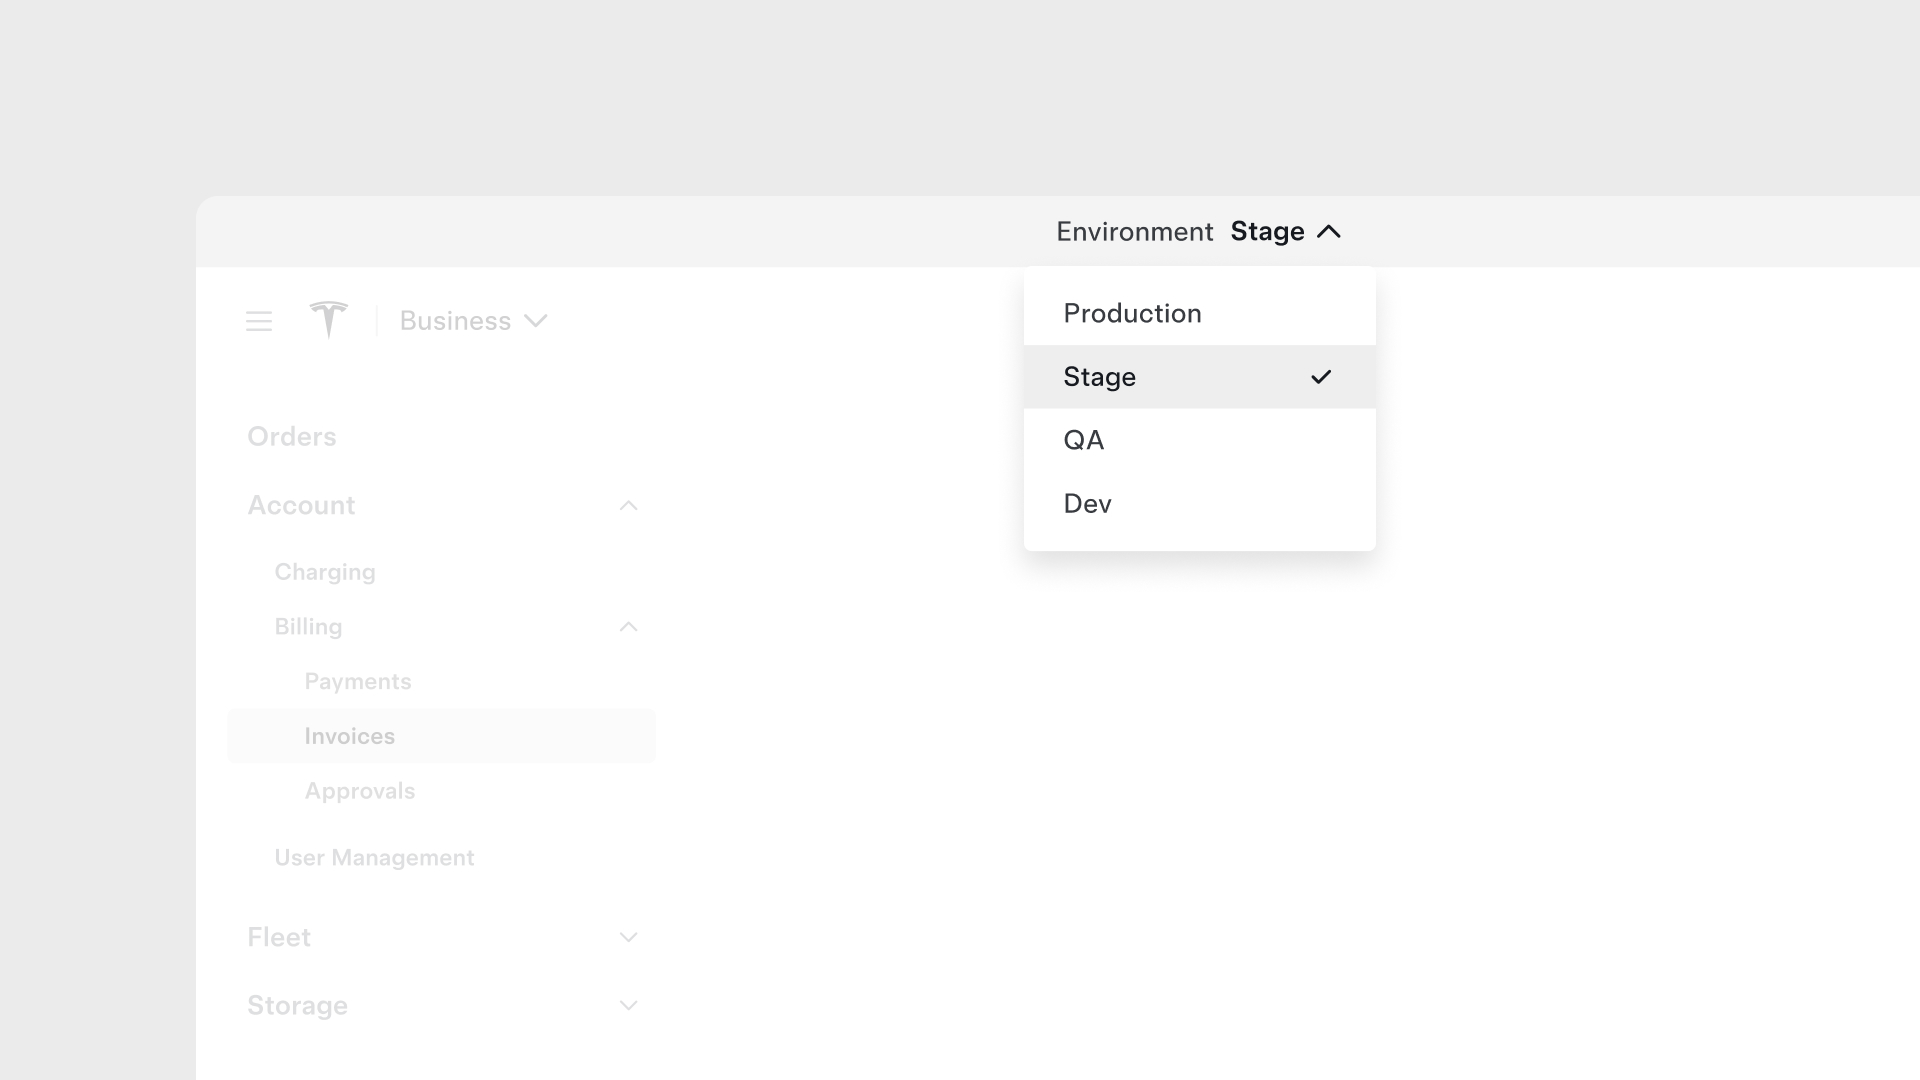 Environment Stage
Production
Stage
QA
Dev
Business
Orders
Account
Charging
Billing
Payments
Invoices
Approvals
User Management
Fleet
Storage